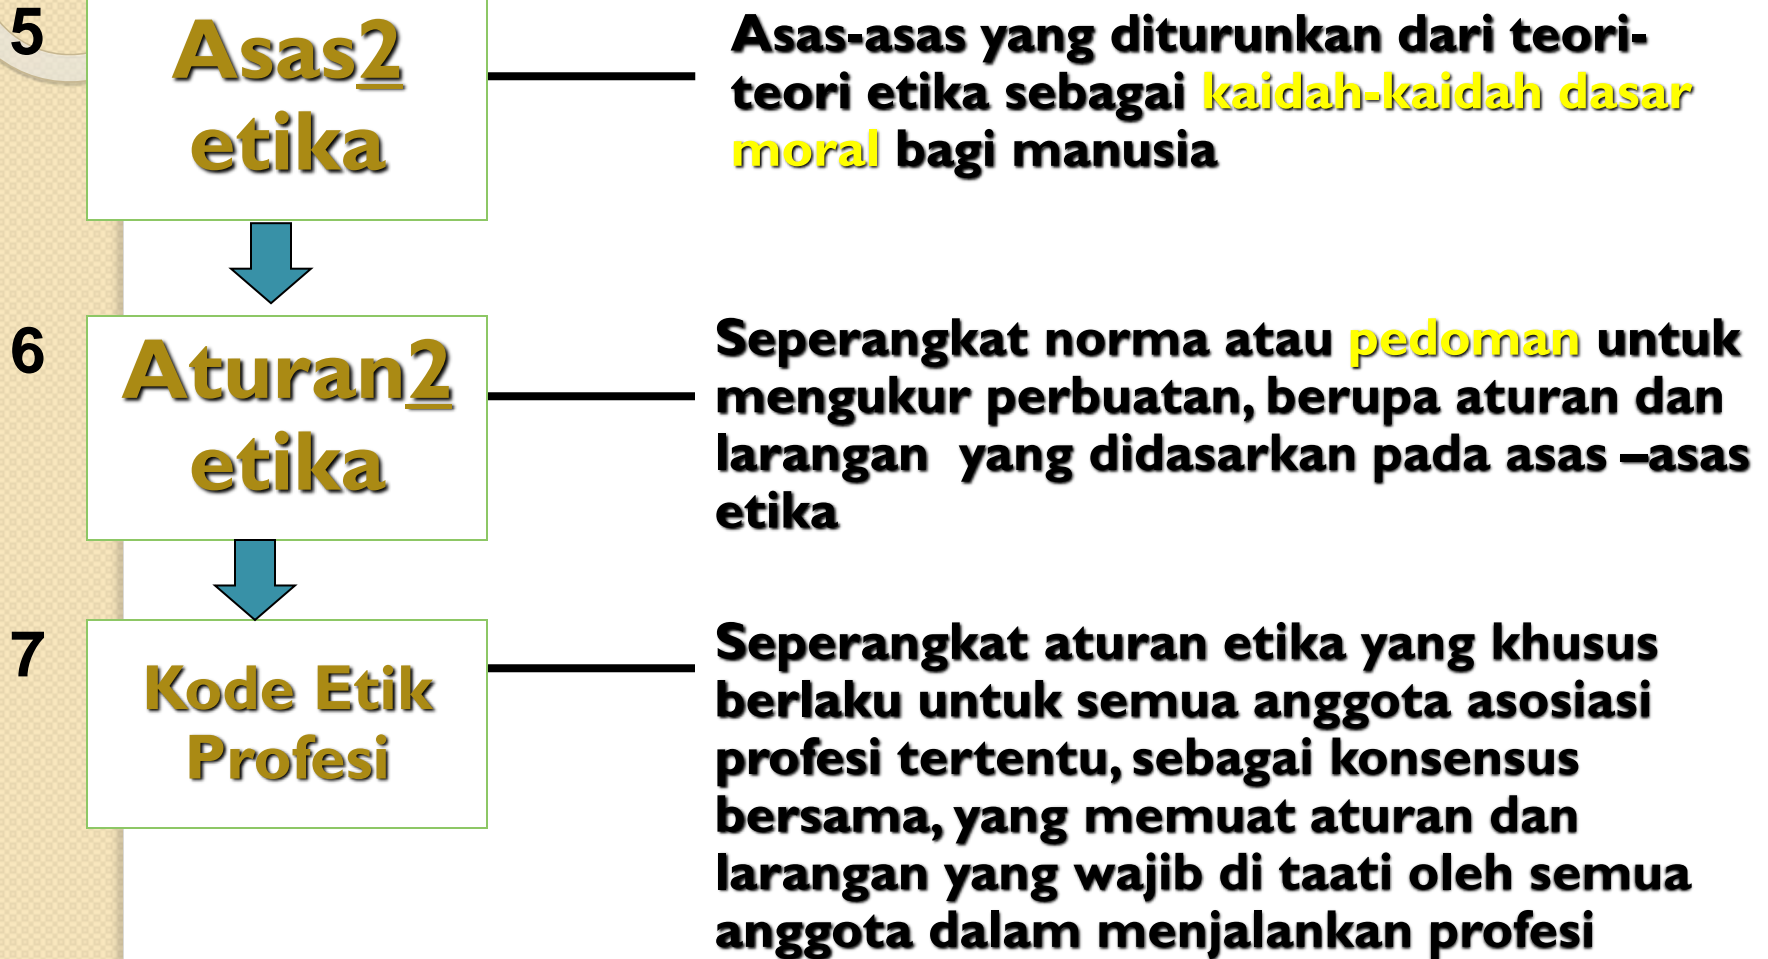 5
Asas2
etika
Asas-asas yang diturunkan dari teori-
teori etika sebagai kaidah-kaidah dasar
moral bagi manusia
6
Aturan2
etika
Seperangkat norma atau pedoman untuk
mengukur perbuatan, berupa aturan dan
larangan  yang didasarkan pada asas –asas
etika
7
Kode Etik
Profesi
Seperangkat aturan etika yang khusus
berlaku untuk semua anggota asosiasi
profesi tertentu, sebagai konsensus
bersama, yang memuat aturan dan
larangan yang wajib di taati oleh semua
anggota dalam menjalankan profesi